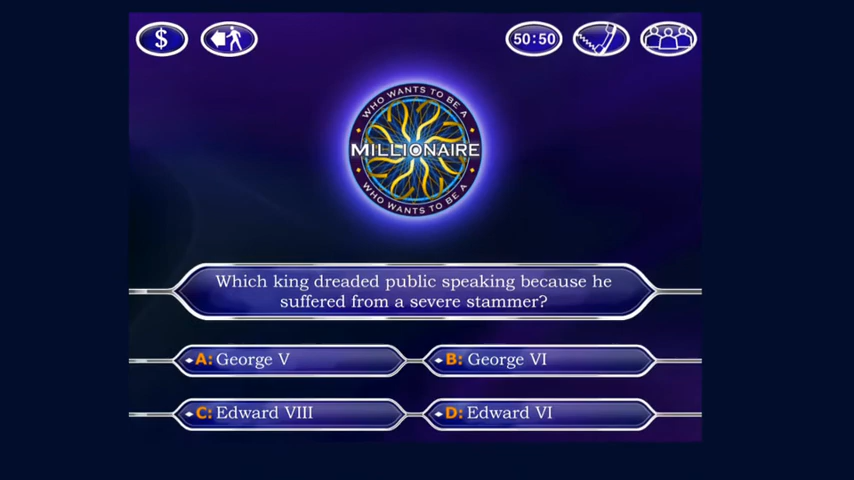 $
50:50
WHO WANTS TO BE A
MILLIONAIRE
WHO WANTS TO BE A
Which king dreaded public speaking because he
suffered from a severe stammer?
A: George V
B: George VI
C: Edward VIII
D: Edward VI